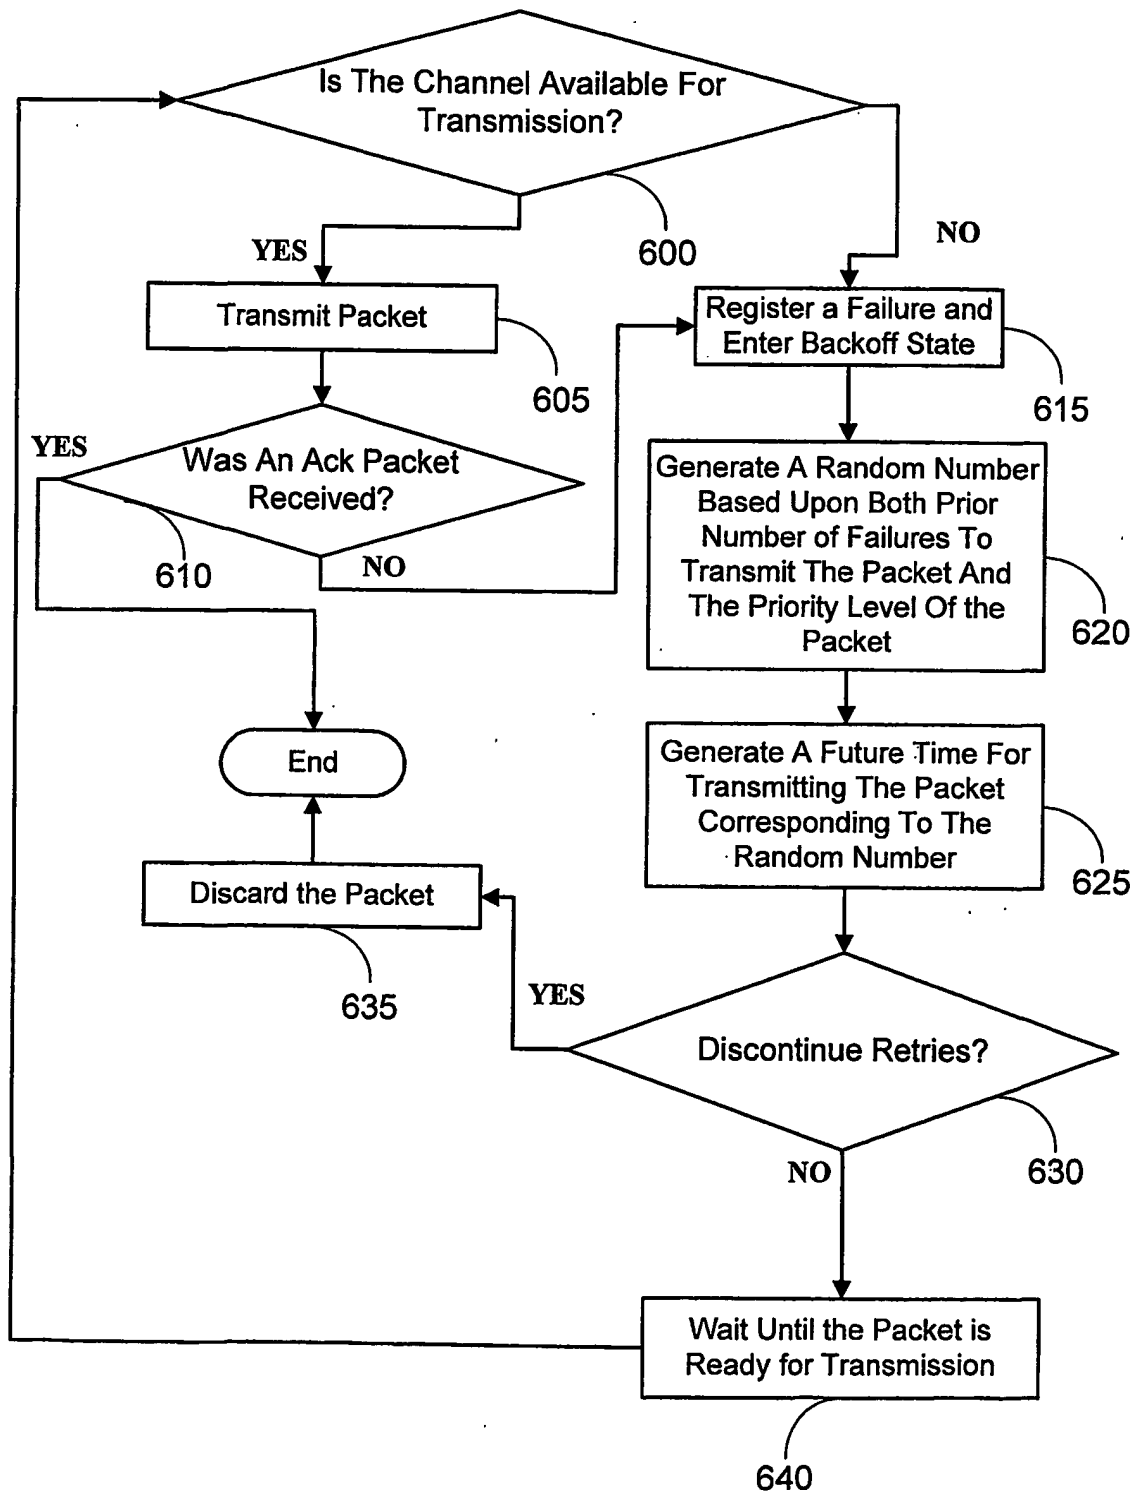 Is The Channel Available For
Transmission?
600
YES
NO
Transmit Packet
605
Register a Failure and
Enter Backoff State
615
YES
Was An Ack Packet
Received?
610
NO
Generate A Random Number
Based Upon Both Prior
Number of Failures To
Transmit The Packet And
The Priority Level Of the
Packet
620
End
Generate A Future Time For
Transmitting The Packet
Corresponding To The
Random Number
625
Discard the Packet
635
YES
Discontinue Retries?
630
NO
Wait Until the Packet is
Ready for Transmission
640